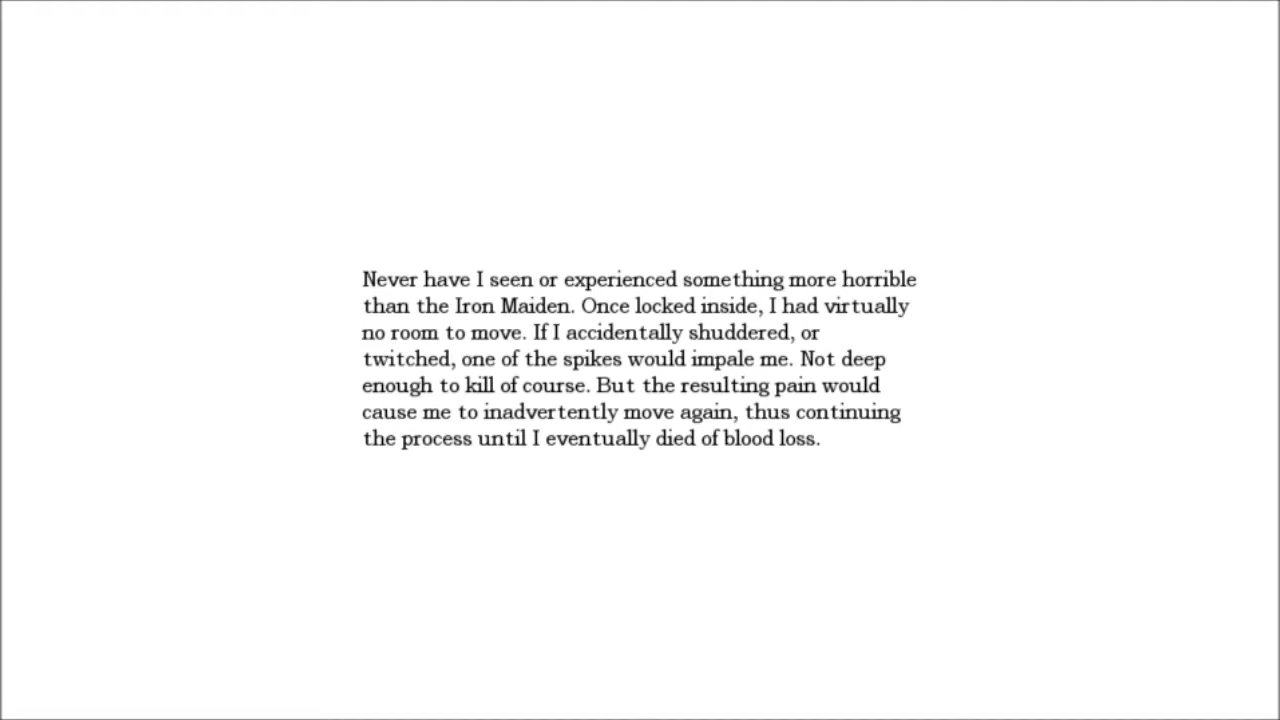 Never have I seen or experienced something more horrible
than the Iron Maiden. Once locked inside, I had virtually
no room to move. If I accidentally shuddered, or
twitched, one of the spikes would impale me. Not deep
enough to kill of course. But the resulting pain would
cause me to inadvertently move again, thus continuing
the process until I eventually died of blood loss.